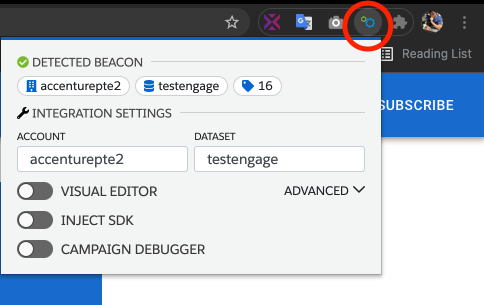 Reading List
DETECTED BEACON
accenturepte2 testengage 16
SUBSCRIBE
INTEGRATION SETTINGS
ACCOUNT DATASET
accenturepte2 testengage
VISUAL EDITOR ADVANCED
INJECT SDK
CAMPAIGN DEBUGGER